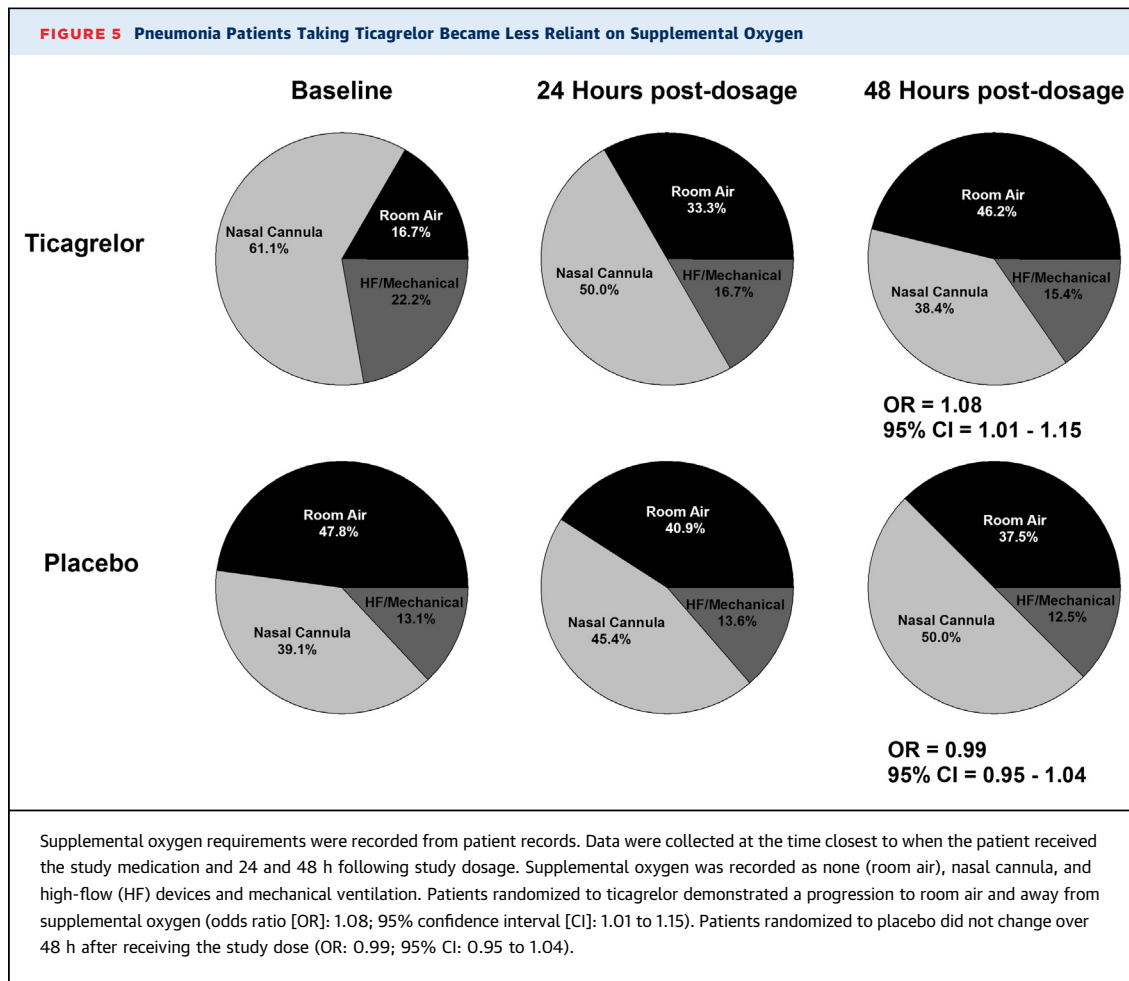 FIGURE 5 Pneumonia Patients Taking Ticagrelor Became Less Reliant on Supplemental Oxygen
Baseline
24 Hours post-dosage
48 Hours post-dosage
Ticagrelor
Room Air
16.7%
Nasal Cannula
61.1%
HF/Mechanical
22.2%
Room Air
33.3%
Nasal Cannula
50.0%
HF/Mechanical
16.7%
Room Air
46.2%
Nasal Cannula
38.4%
HF/Mechanical
15.4%
OR = 1.08
95% CI = 1.01 - 1.15
Placebo
Room Air
47.8%
Nasal Cannula
39.1%
HF/Mechanical
13.1%
Room Air
40.9%
Nasal Cannula
45.4%
HF/Mechanical
13.6%
Room Air
37.5%
Nasal Cannula
50.0%
HF/Mechanical
12.5%
OR = 0.99
95% CI = 0.95 - 1.04
Supplemental oxygen requirements were recorded from patient records. Data were collected at the time closest to when the patient received
the study medication and 24 and 48 h following study dosage. Supplemental oxygen was recorded as none (room air), nasal cannula, and
high-flow (HF) devices and mechanical ventilation. Patients randomized to ticagrelor demonstrated a progression to room air and away from
supplemental oxygen (odds ratio [OR]: 1.08; 95% confidence interval [CI]: 1.01 to 1.15). Patients randomized to placebo did not change over
48 h after receiving the study dose (OR: 0.99; 95% CI: 0.95 to 1.04).